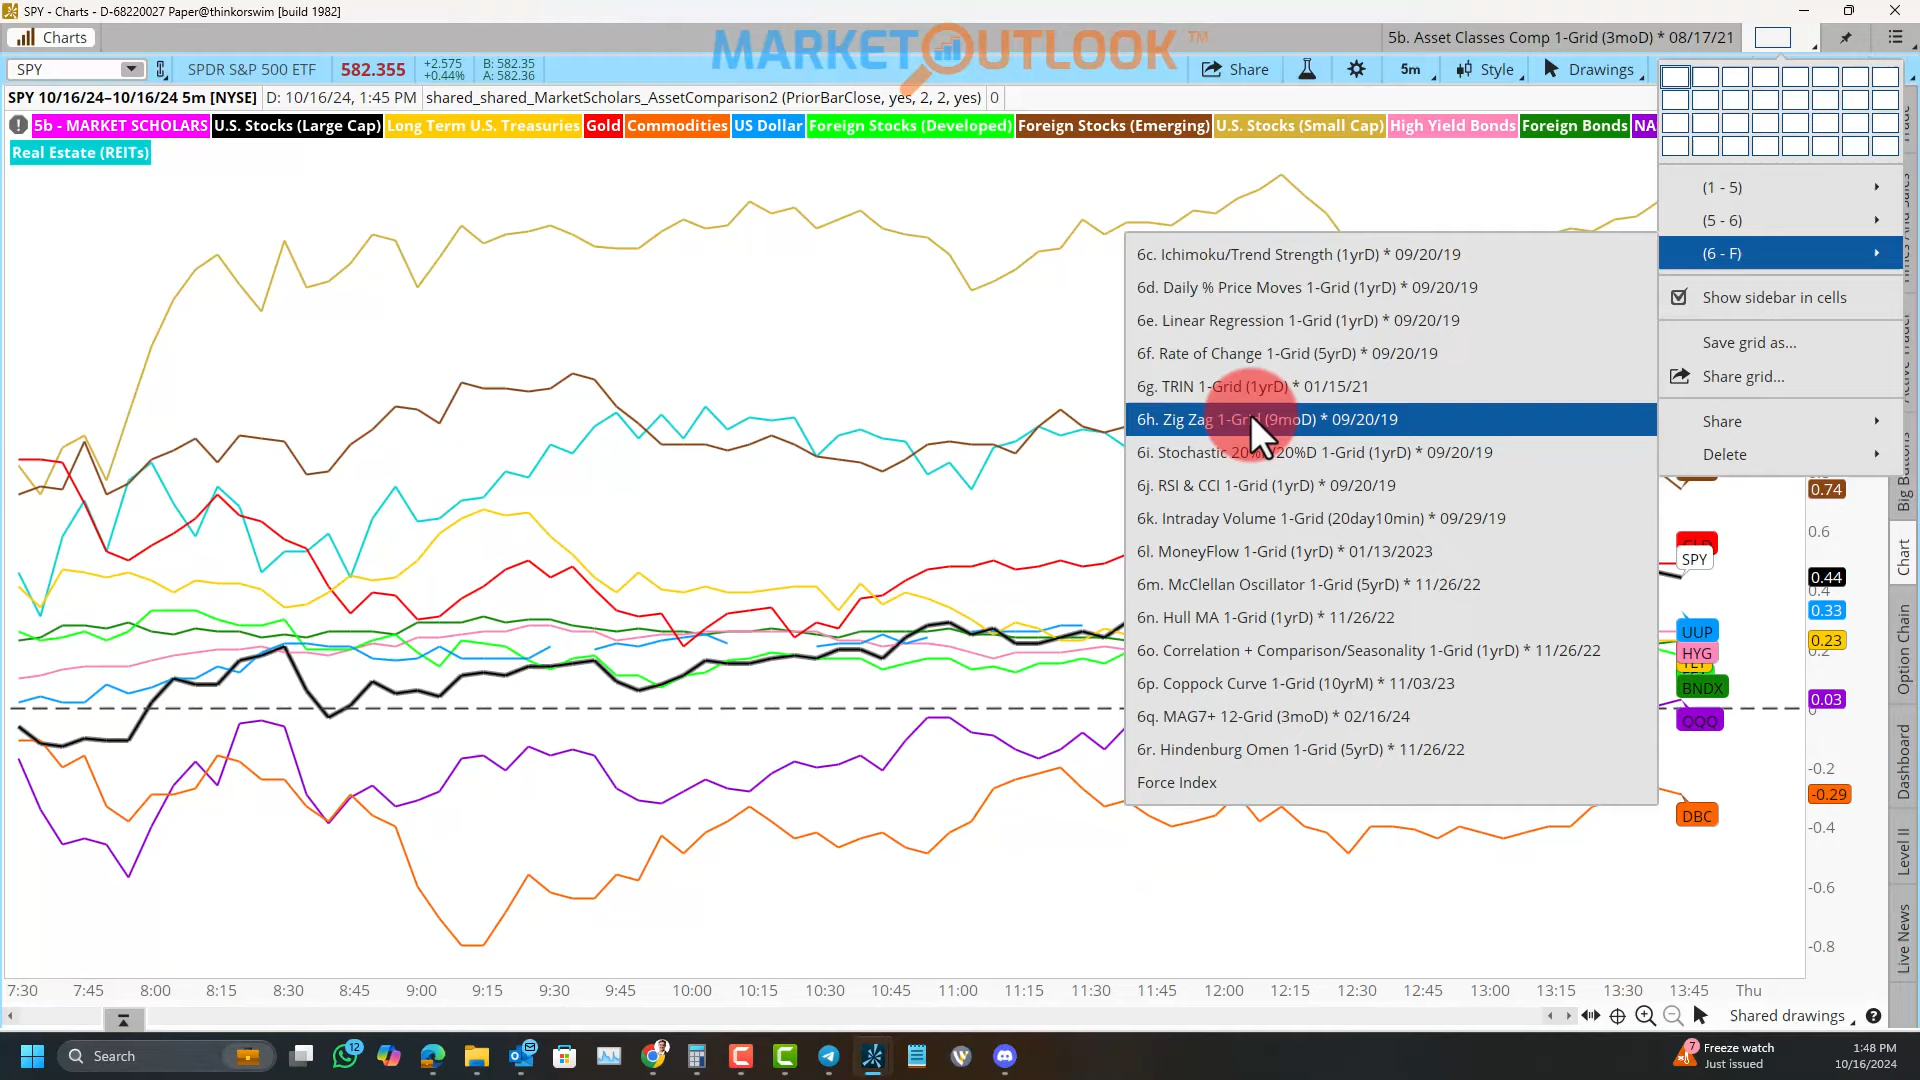 SPY - Charts - D-68220027 Paper@thinkorswim [build 1982]
Charts
MARKETOUTLOOK™
5b. Asset Classes Comp 1-Grid (3moD) * 08/17/21
SPY
SPDR S&P 500 ETF
582.355
+2.575
+0.44%
B: 582.35
A: 582.36
Share
5m
Style
Drawings
SPY 10/16/24–10/16/24 5m [NYSE]
D: 10/16/24, 1:45 PM
shared_shared_MarketScholars_AssetComparison2 (PriorBarClose, yes, 2, 2, yes)
0
5b - MARKET SCHOLARS
U.S. Stocks (Large Cap)
Long Term U.S. Treasuries
Gold
Commodities
US Dollar
Foreign Stocks (Developed)
Foreign Stocks (Emerging)
U.S. Stocks (Small Cap)
High Yield Bonds
Foreign Bonds
NA
Real Estate (REITs)
(1 - 5)
(5 - 6)
(6 - F)
Show sidebar in cells
Save grid as...
Share grid...
Share
Delete
6c. Ichimoku/Trend Strength (1yrD) * 09/20/19
6d. Daily % Price Moves 1-Grid (1yrD) * 09/20/19
6e. Linear Regression 1-Grid (1yrD) * 09/20/19
6f. Rate of Change 1-Grid (5yrD) * 09/20/19
6g. TRIN 1-Grid (1yrD) * 01/15/21
6h. Zig Zag 1-Grid (9moD) * 09/20/19
6i. Stochastic 20%K/20%D 1-Grid (1yrD) * 09/20/19
6j. RSI & CCI 1-Grid (1yrD) * 09/20/19
6k. Intraday Volume 1-Grid (20day10min) * 09/29/19
6l. MoneyFlow 1-Grid (1yrD) * 01/13/2023
6m. McClellan Oscillator 1-Grid (5yrD) * 11/26/22
6n. Hull MA 1-Grid (1yrD) * 11/26/22
6o. Correlation + Comparison/Seasonality 1-Grid (1yrD) * 11/26/22
6p. Coppock Curve 1-Grid (10yrM) * 11/03/23
6q. MAG7+ 12-Grid (3moD) * 02/16/24
6r. Hindenburg Omen 1-Grid (5yrD) * 11/26/22
Force Index
SPY
UUP
HYG
BNDX
QQQ
DBC
0.74
0.6
0.44
0.4
0.33
0.23
0.2
0.03
0
-0.2
-0.29
-0.4
-0.6
-0.8
Chart
Option Chain
Dashboard
Level II
Live News
7:30 7:45 8:00 8:15 8:30 8:45 9:00 9:15 9:30 9:45 10:00 10:15 10:30 10:45 11:00 11:15 11:30 11:45 12:00 12:15 12:30 12:45 13:00 13:15 13:30 13:45 Thu
Shared drawings
Search
12
7
Freeze watch
Just issued
1:48 PM
10/16/2024